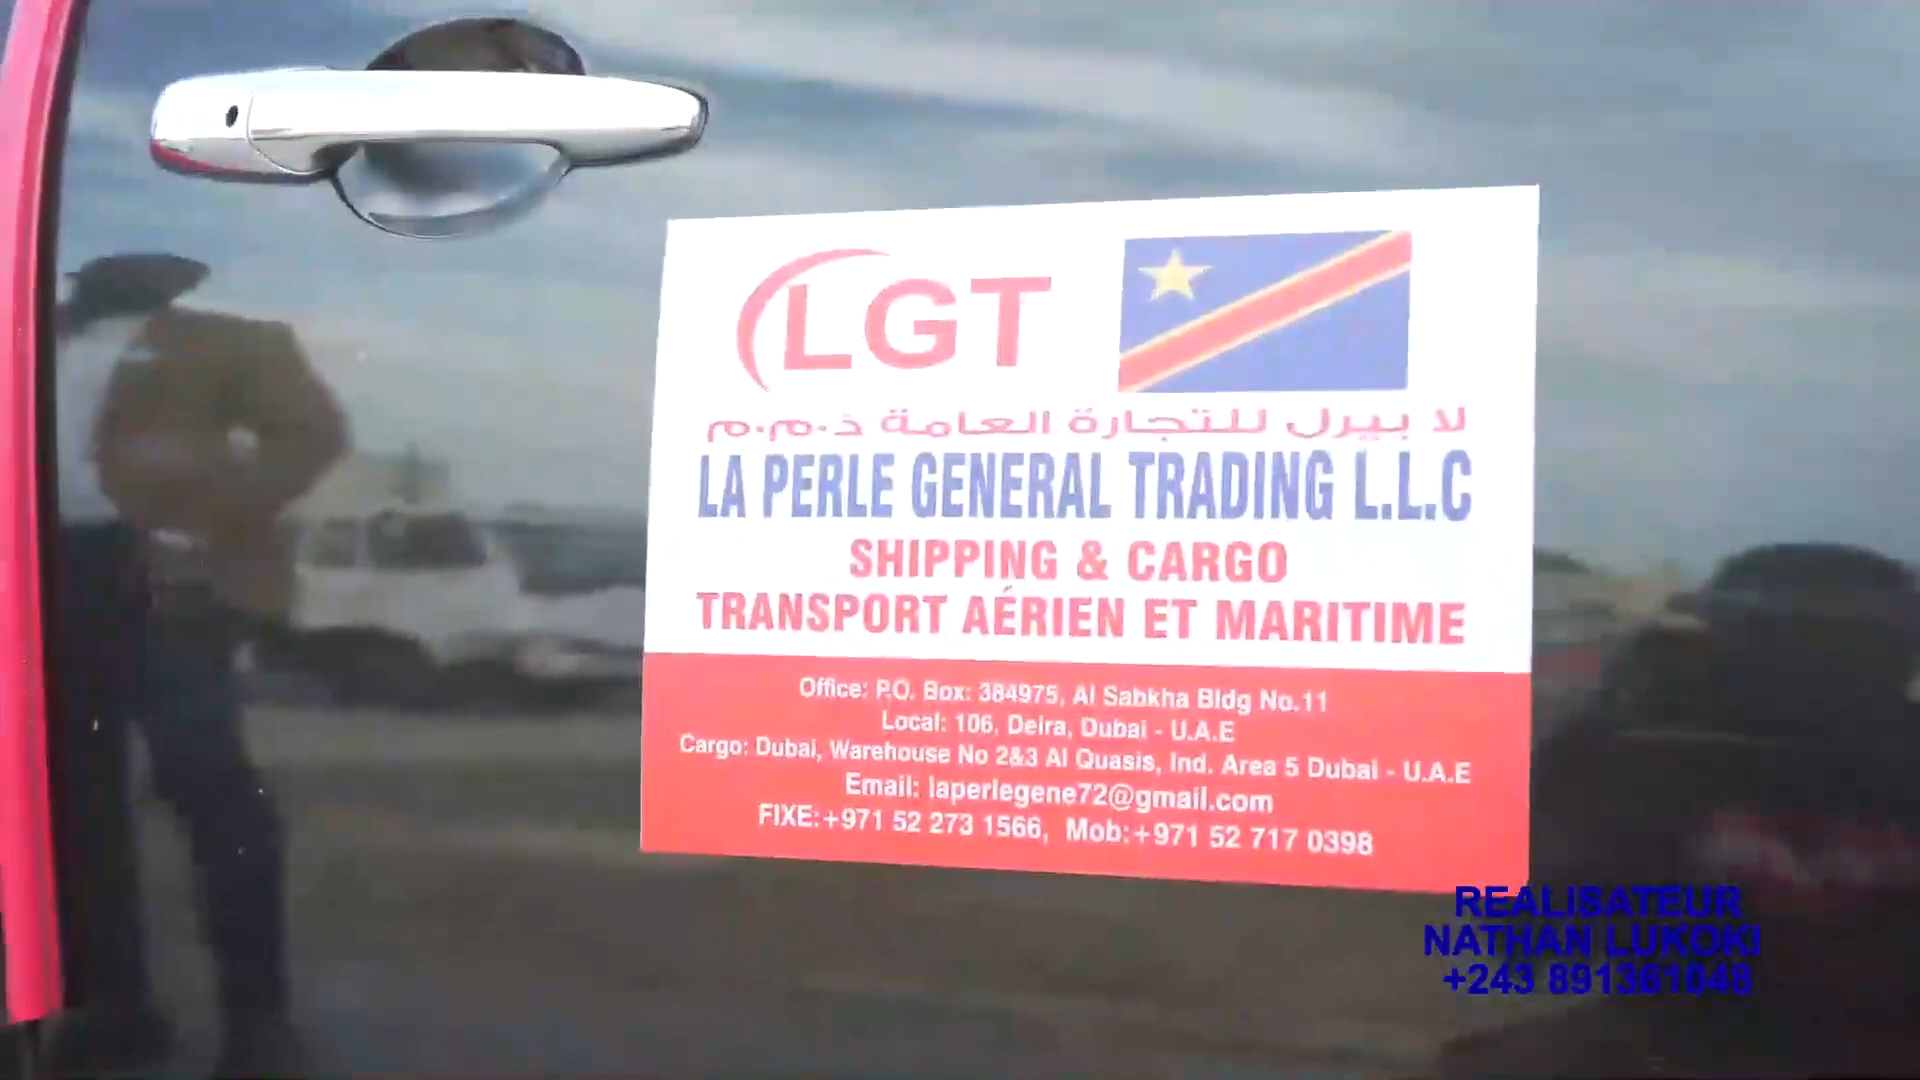 LGT
لا بيرل للتجارة العامة ذ.م.م
LA PERLE GENERAL TRADING L.L.C
SHIPPING & CARGO
TRANSPORT AÉRIEN ET MARITIME
Office: P.O. Box: 384975, Al Sabkha Bldg No.11
Local: 106, Deira, Dubai - U.A.E
Cargo: Dubai, Warehouse No 2&3 Al Quasis, Ind. Area 5 Dubai - U.A.E
Email: laperlegene72@gmail.com
FIXE:+971 52 273 1566, Mob:+971 52 717 0398
REALISATEUR
NATHAN LUKOKI
+243 891361048